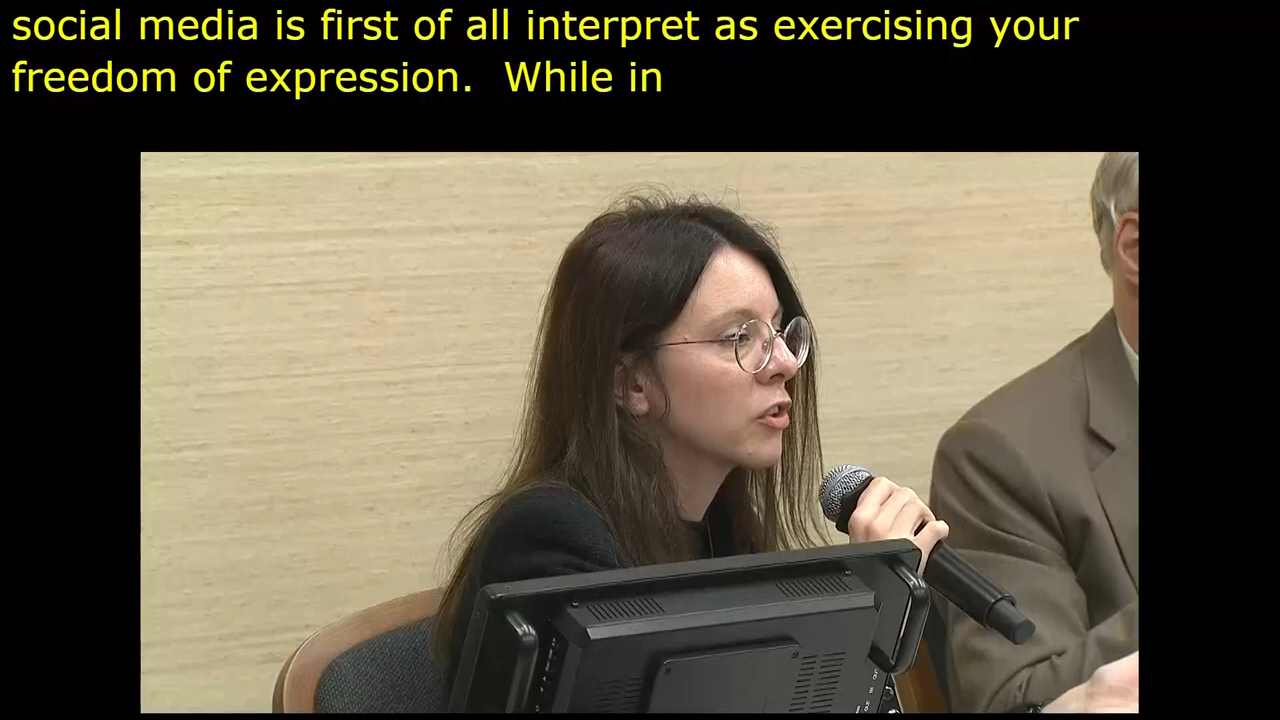 social media is first of all interpret as exercising your
freedom of expression.  While in